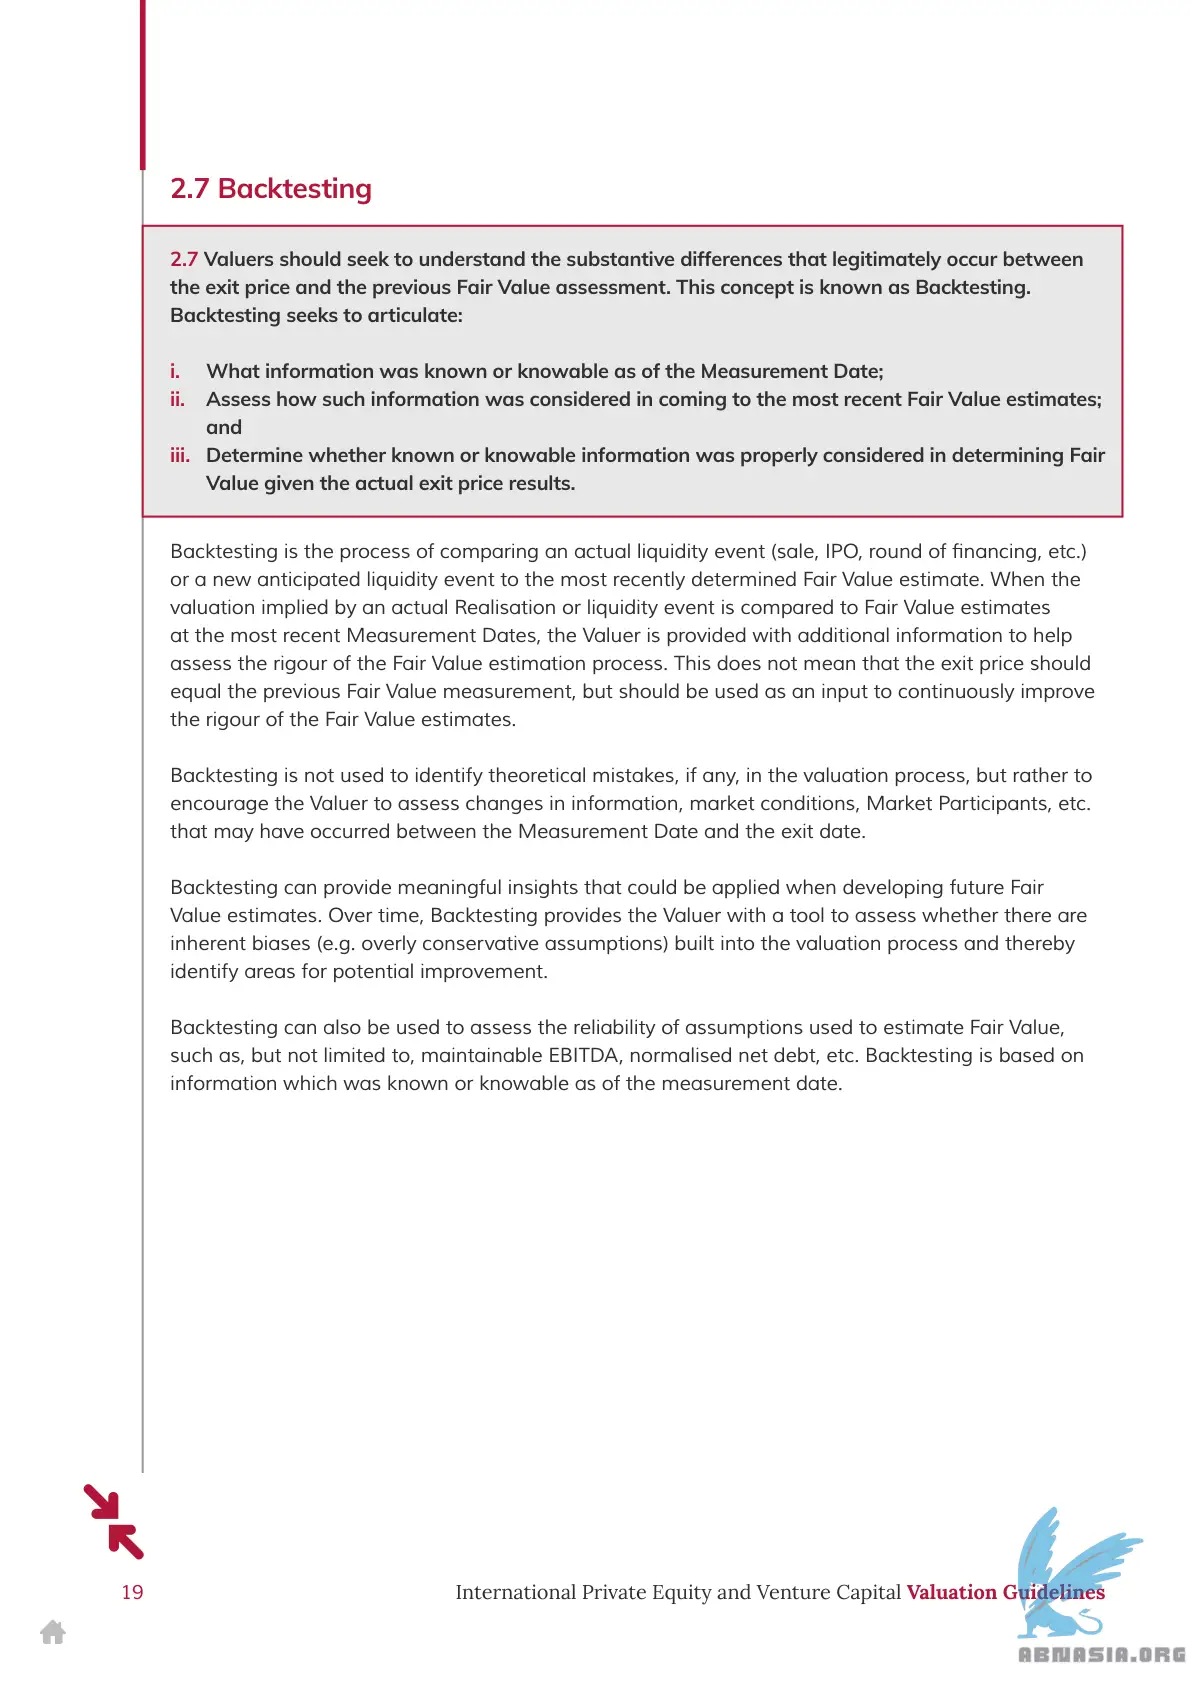 2.7 Backtesting
2.7 Valuers should seek to understand the substantive differences that legitimately occur between
the exit price and the previous Fair Value assessment. This concept is known as Backtesting.
Backtesting seeks to articulate:
i. What information was known or knowable as of the Measurement Date;
ii. Assess how such information was considered in coming to the most recent Fair Value estimates;
and
iii. Determine whether known or knowable information was properly considered in determining Fair
Value given the actual exit price results.
Backtesting is the process of comparing an actual liquidity event (sale, IPO, round of financing, etc.)
or a new anticipated liquidity event to the most recently determined Fair Value estimate. When the
valuation implied by an actual Realisation or liquidity event is compared to Fair Value estimates
at the most recent Measurement Dates, the Valuer is provided with additional information to help
assess the rigour of the Fair Value estimation process. This does not mean that the exit price should
equal the previous Fair Value measurement, but should be used as an input to continuously improve
the rigour of the Fair Value estimates.
Backtesting is not used to identify theoretical mistakes, if any, in the valuation process, but rather to
encourage the Valuer to assess changes in information, market conditions, Market Participants, etc.
that may have occurred between the Measurement Date and the exit date.
Backtesting can provide meaningful insights that could be applied when developing future Fair
Value estimates. Over time, Backtesting provides the Valuer with a tool to assess whether there are
inherent biases (e.g. overly conservative assumptions) built into the valuation process and thereby
identify areas for potential improvement.
Backtesting can also be used to assess the reliability of assumptions used to estimate Fair Value,
such as, but not limited to, maintainable EBITDA, normalised net debt, etc. Backtesting is based on
information which was known or knowable as of the measurement date.
19
International Private Equity and Venture Capital Valuation Guidelines
ABNASIA.ORG